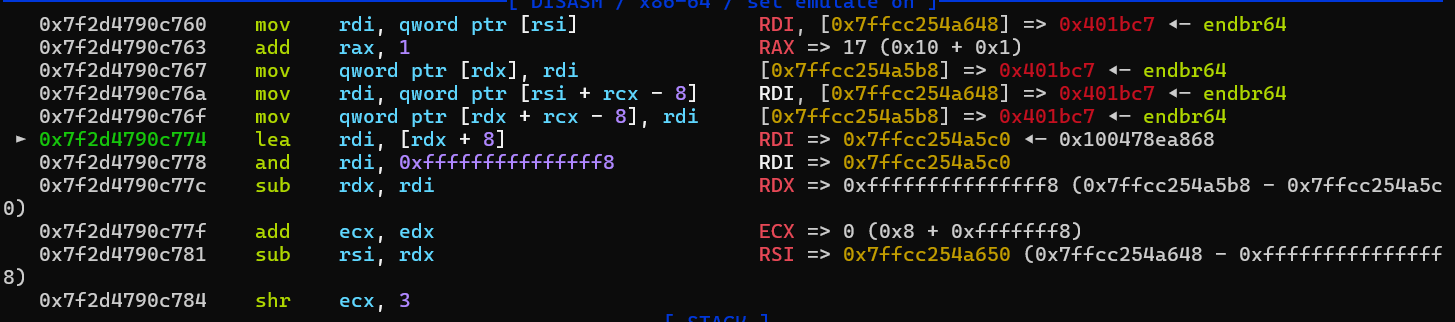 [ DISASM / x86-64 / set emulate on ]
0x7f2d4790c760    mov    rdi, qword ptr [rsi]    RDI, [0x7ffcc254a648] => 0x401bc7 ◂— endbr64
0x7f2d4790c763    add    rax, 1    RAX => 17 (0x10 + 0x1)
0x7f2d4790c767    mov    qword ptr [rdx], rdi    [0x7ffcc254a5b8] => 0x401bc7 ◂— endbr64
0x7f2d4790c76a    mov    rdi, qword ptr [rsi + rcx - 8]    RDI, [0x7ffcc254a648] => 0x401bc7 ◂— endbr64
0x7f2d4790c76f    mov    qword ptr [rdx + rcx - 8], rdi    [0x7ffcc254a5b8] => 0x401bc7 ◂— endbr64
► 0x7f2d4790c774    lea    rdi, [rdx + 8]    RDI => 0x7ffcc254a5c0 ◂— 0x100478ea868
0x7f2d4790c778    and    rdi, 0xfffffffffffffff8    RDI => 0x7ffcc254a5c0
0x7f2d4790c77c    sub    rdx, rdi    RDX => 0xfffffffffffffff8 (0x7ffcc254a5b8 - 0x7ffcc254a5c
0)
0x7f2d4790c77f    add    ecx, edx    ECX => 0 (0x8 + 0xfffffff8)
0x7f2d4790c781    sub    rsi, rdx    RSI => 0x7ffcc254a650 (0x7ffcc254a648 - 0xfffffffffffffff
8)
0x7f2d4790c784    shr    ecx, 3
[ STACK ]